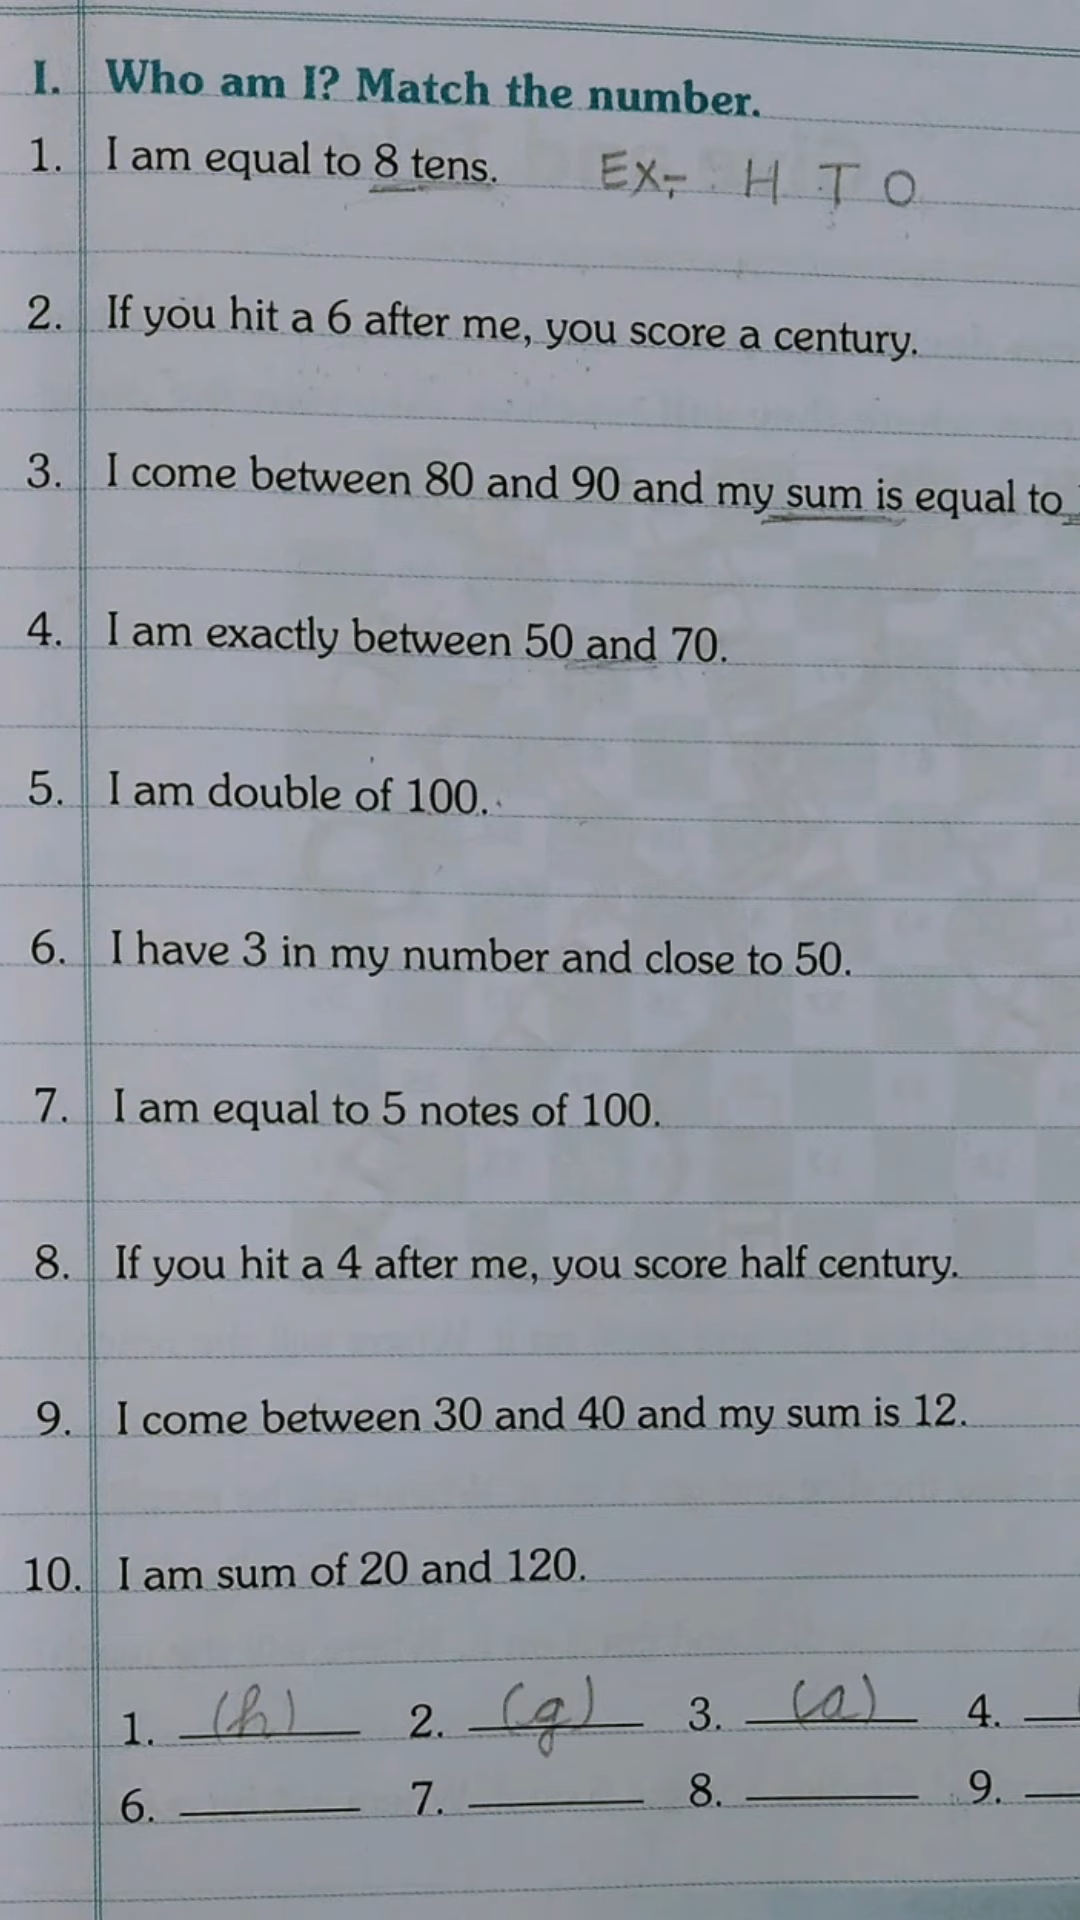 I. Who am I? Match the number.
1. I am equal to 8 tens. Ex- H T O
2. If you hit a 6 after me, you score a century.
3. I come between 80 and 90 and my sum is equal to
4. I am exactly between 50 and 70.
5. I am double of 100.
6. I have 3 in my number and close to 50.
7. I am equal to 5 notes of 100.
8. If you hit a 4 after me, you score half century.
9. I come between 30 and 40 and my sum is 12.
10. I am sum of 20 and 120.
1. (h) 2. (g) 3. (a) 4.
6. 7. 8. 9.